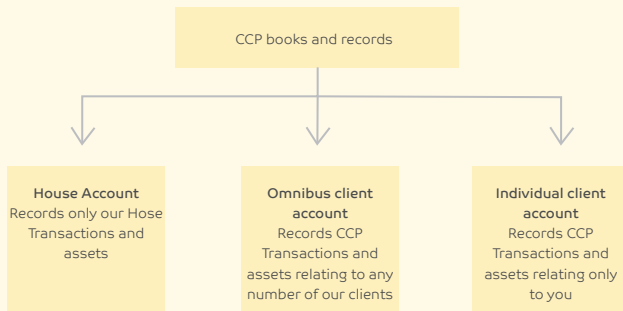 CCP books and records
House Account
Records only our Hose
Transactions and
assets
Omnibus client
account
Records CCP
Transactions and
assets relating to any
number of our clients
Individual client
account
Records CCP
Transactions and
assets relating only
to you